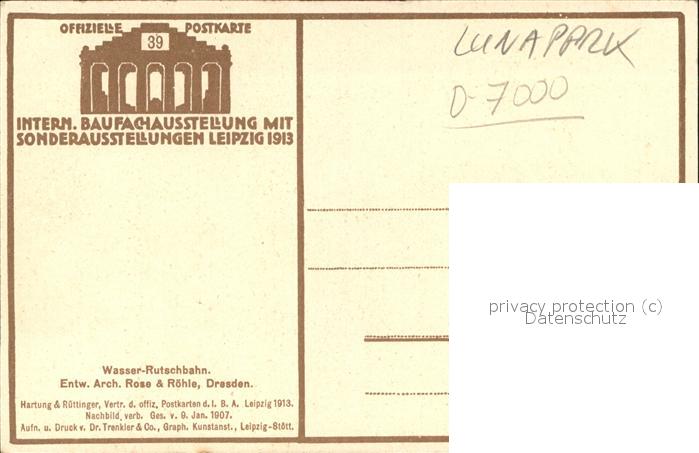 OFFIZIELLE POSTKARTE
39
INTERN. BAUFACHAUSSTELLUNG MIT
SONDERAUSSTELLUNGEN LEIPZIG 1913
LUNAPARK
D-7000
privacy protection (c)
Datenschutz
Wasser-Rutschbahn.
Entw. Arch. Rose & Röhle, Dresden.
Hartung & Rüttinger, Vertr. d. offiz. Postkarten d. I. B. A. Leipzig 1913.
Nachbild. verb. Ges. v. 9. Jan. 1907.
Aufn. u. Druck v. Dr. Trenkler & Co., Graph. Kunstanst., Leipzig-Stött.